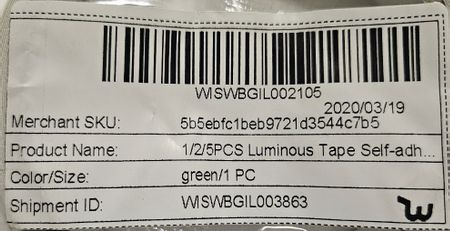 WISWBGIL002105
2020/03/19
Merchant SKU: 5b5ebfc1beb9721d3544c7b5
Product Name: 1/2/5PCS Luminous Tape Self-adh...
Color/Size: green/1 PC
Shipment ID: WISWBGIL003863